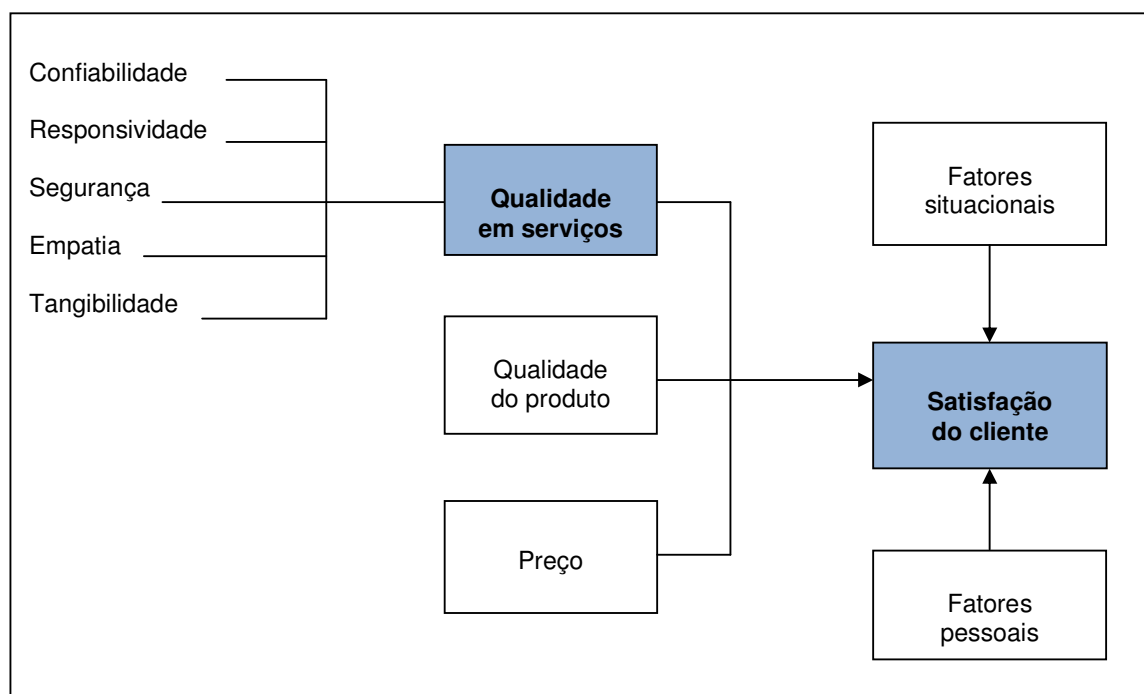 Confiabilidade
Responsividade
Segurança
Empatia
Tangibilidade
Qualidade
em serviços
Qualidade
do produto
Preço
Fatores
situacionais
Satisfação
do cliente
Fatores
pessoais